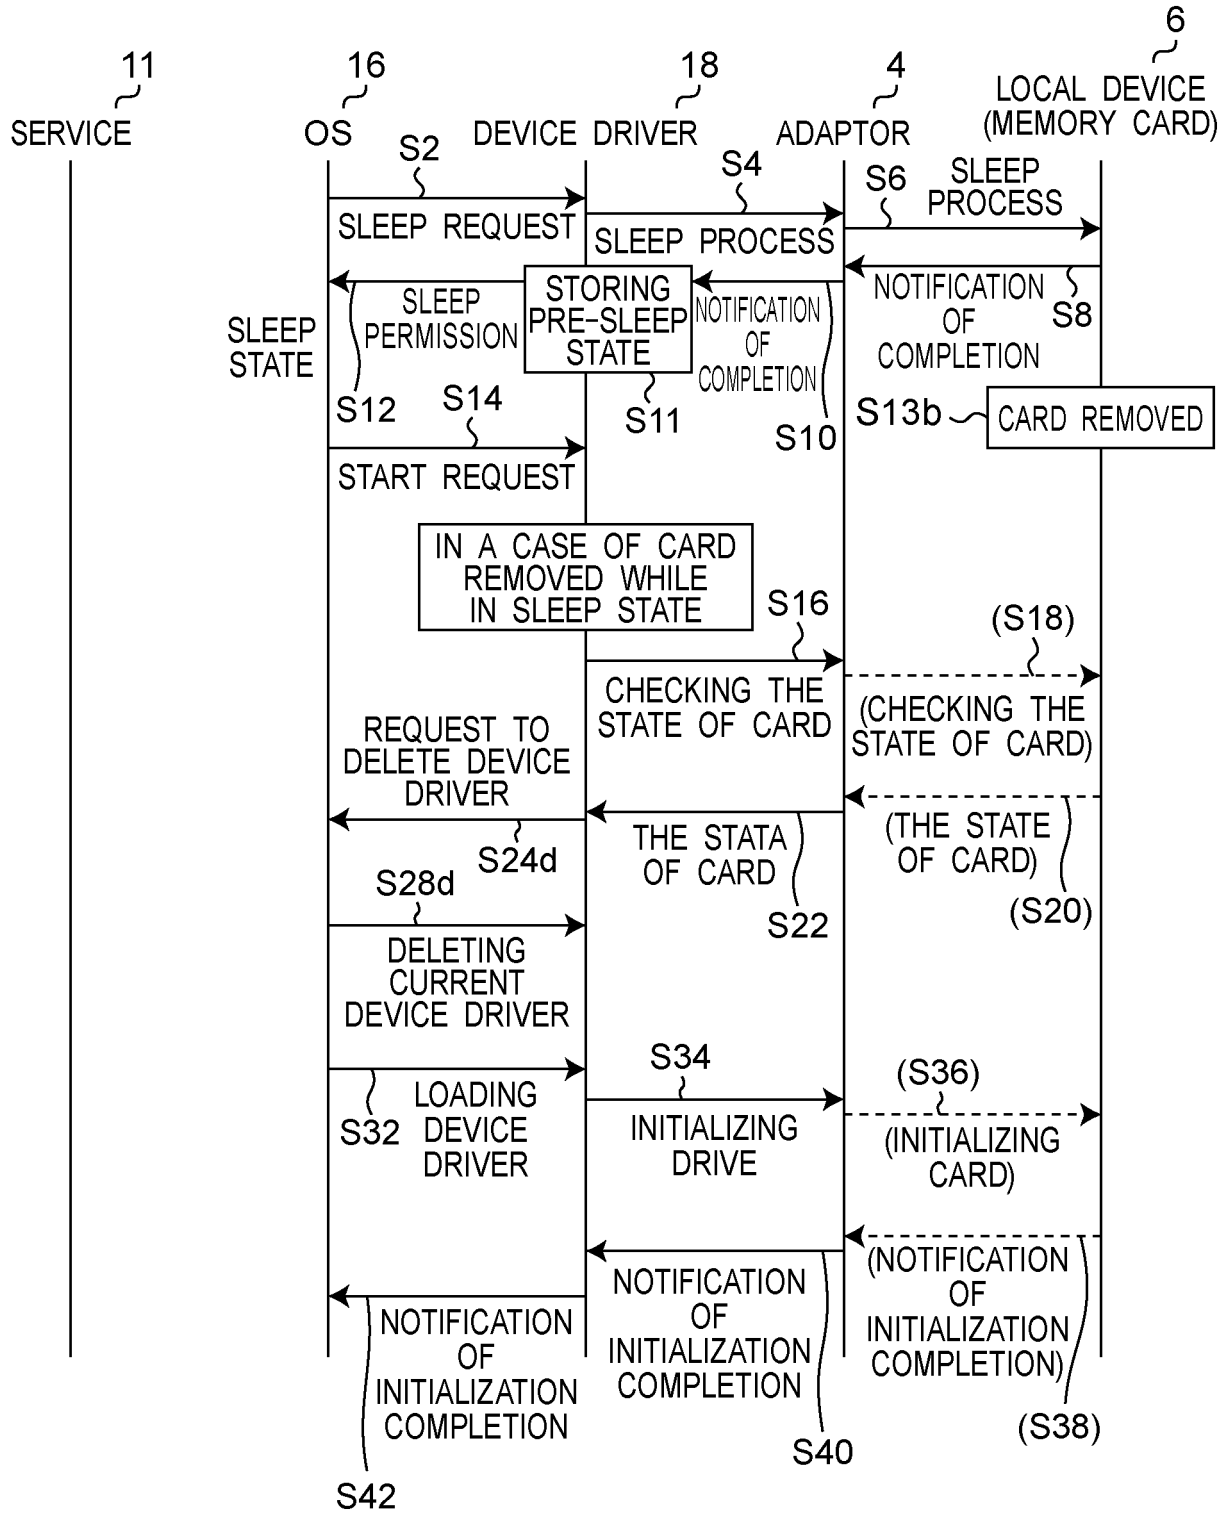 6
11
16
18
4
LOCAL DEVICE
(MEMORY CARD)
SERVICE
OS
DEVICE DRIVER
ADAPTOR
S2
SLEEP REQUEST
S4
SLEEP PROCESS
S6
SLEEP
PROCESS
S8
NOTIFICATION
OF
COMPLETION
S10
NOTIFICATION
OF
COMPLETION
STORING
PRE-SLEEP
STATE
S11
SLEEP
PERMISSION
S12
SLEEP
STATE
S13b
CARD REMOVED
S14
START REQUEST
IN A CASE OF CARD
REMOVED WHILE
IN SLEEP STATE
S16
CHECKING THE
STATE OF CARD
(S18)
(CHECKING THE
STATE OF CARD)
(THE STATE
OF CARD)
(S20)
THE STATA
OF CARD
S22
REQUEST TO
DELETE DEVICE
DRIVER
S24d
S28d
DELETING
CURRENT
DEVICE DRIVER
S32
LOADING
DEVICE
DRIVER
S34
INITIALIZING
DRIVE
(S36)
(INITIALIZING
CARD)
(NOTIFICATION
OF
INITIALIZATION
COMPLETION)
(S38)
NOTIFICATION
OF
INITIALIZATION
COMPLETION
S40
NOTIFICATION
OF
INITIALIZATION
COMPLETION
S42